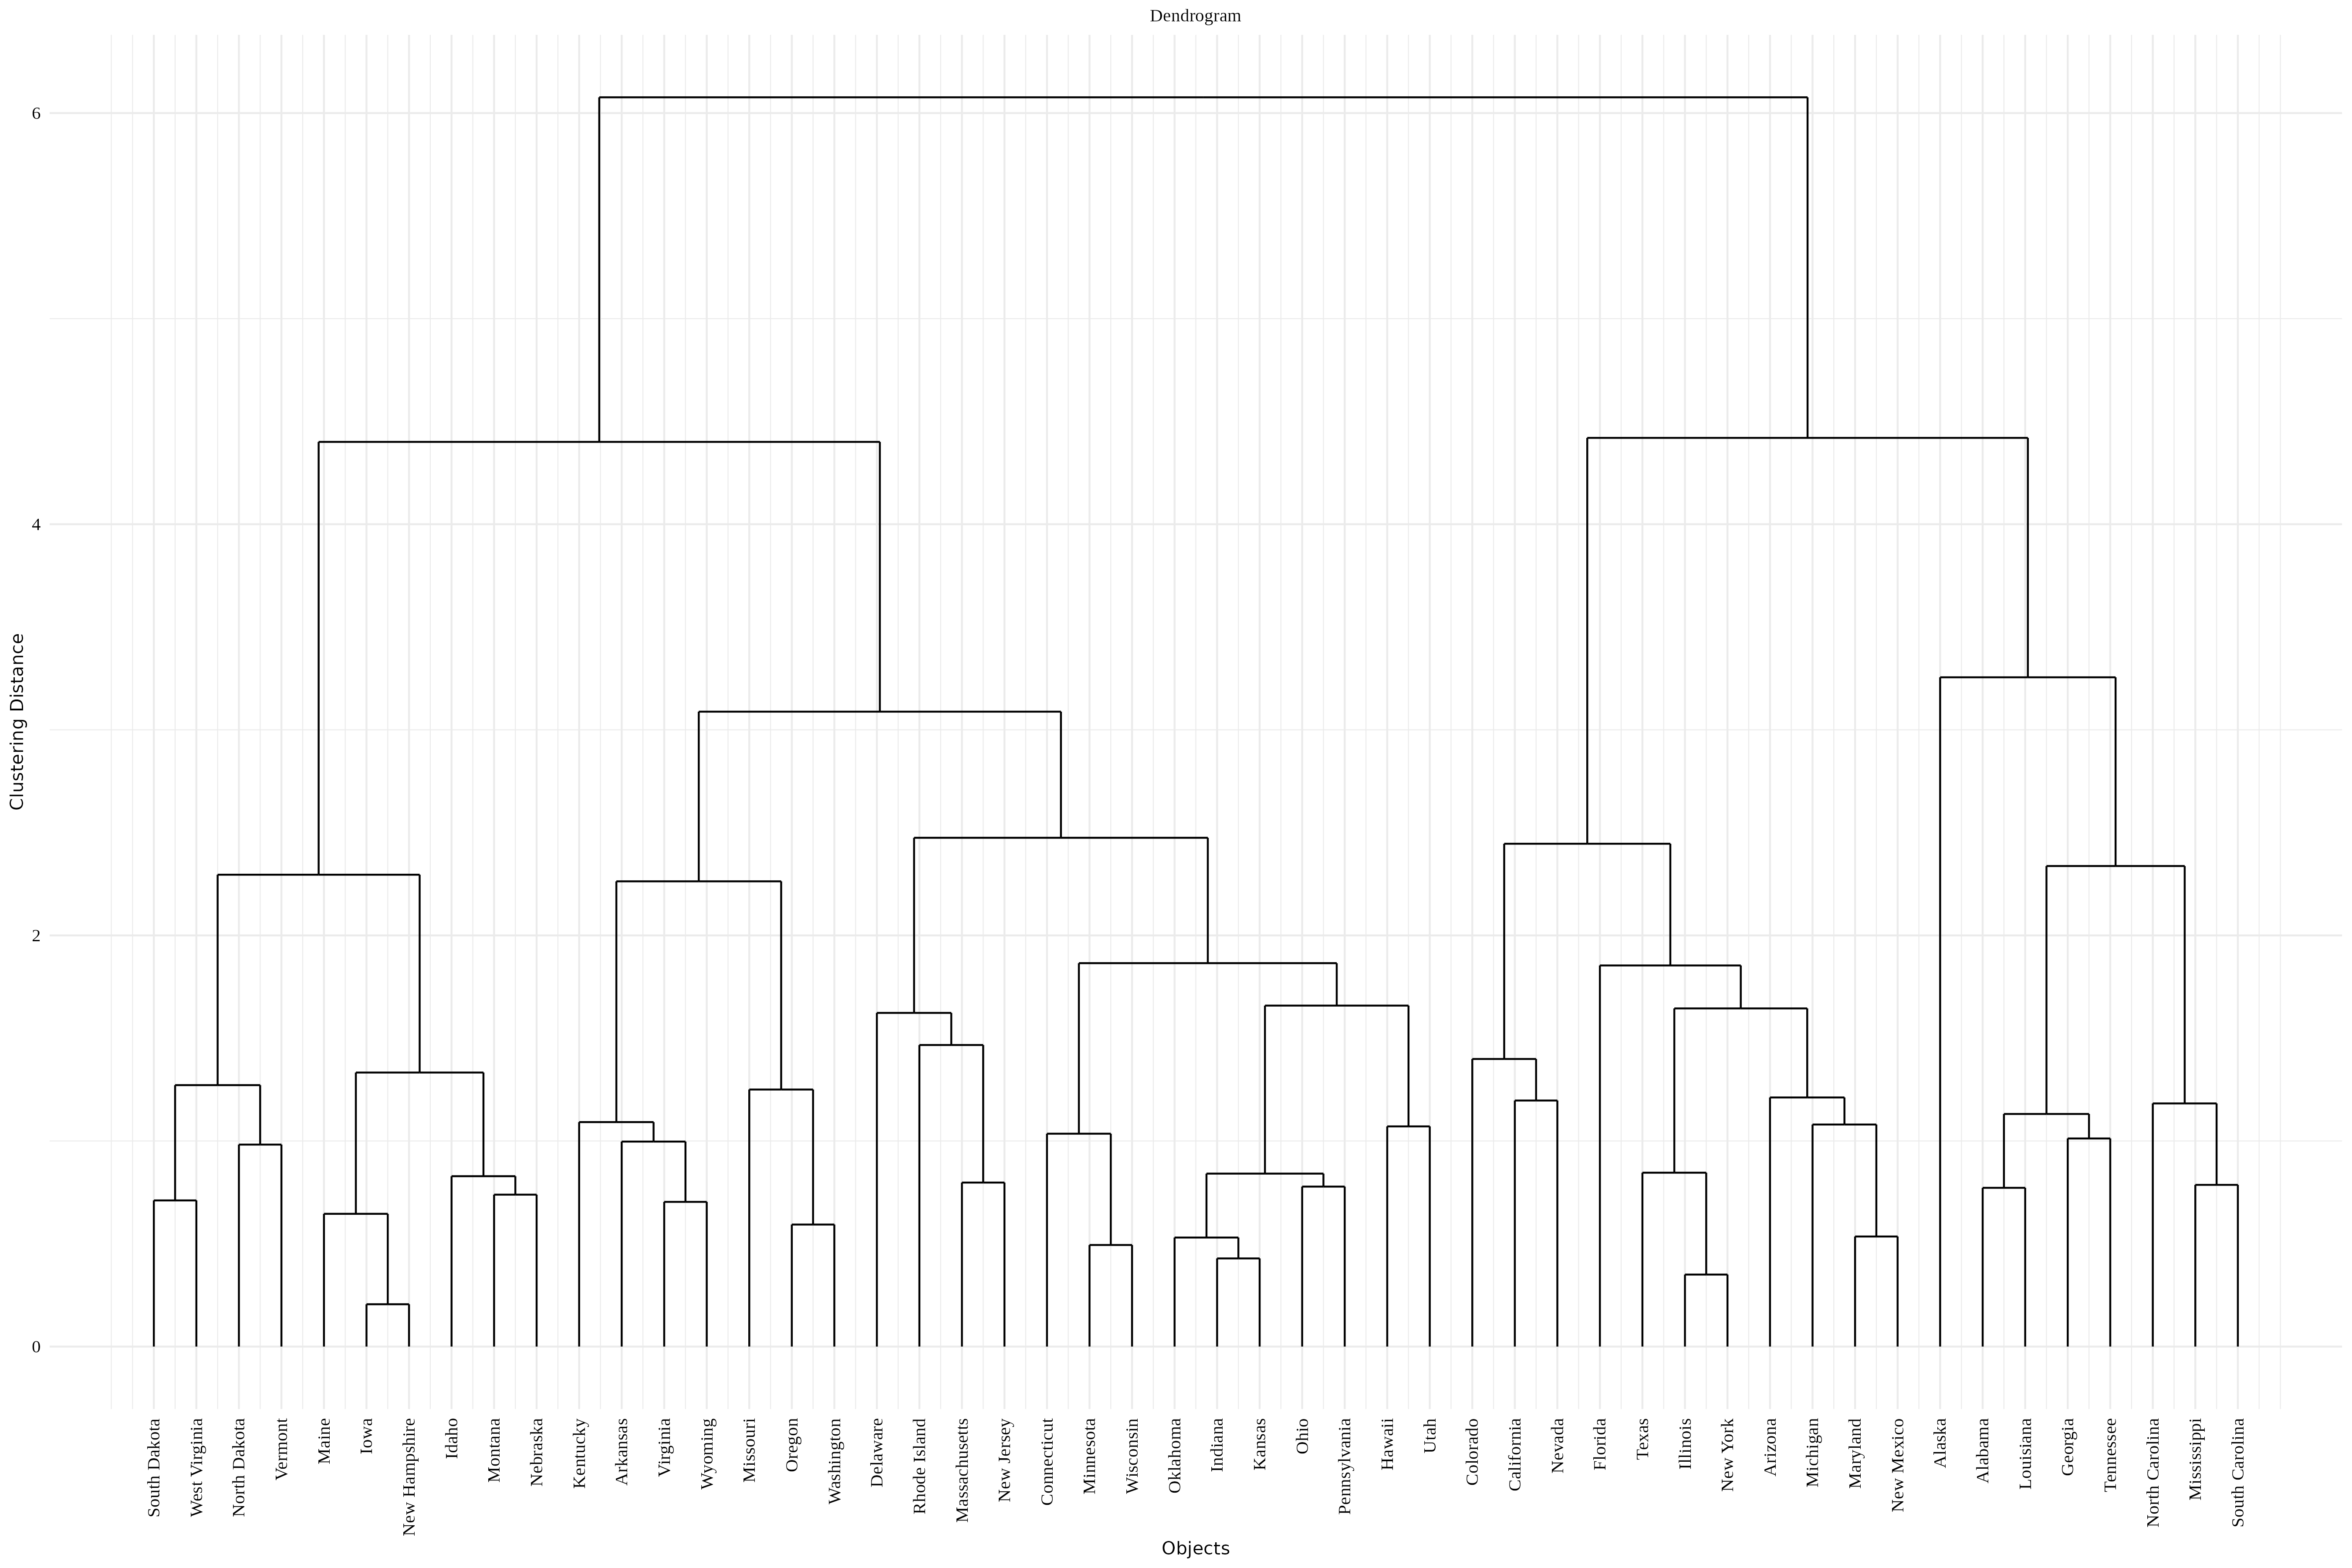 Dendrogram
6
4
2
0
Clustering Distance
South Dakota
West Virginia
North Dakota
Vermont
Maine
Iowa
New Hampshire
Idaho
Montana
Nebraska
Kentucky
Arkansas
Virginia
Wyoming
Missouri
Oregon
Washington
Delaware
Rhode Island
Massachusetts
New Jersey
Connecticut
Minnesota
Wisconsin
Oklahoma
Indiana
Kansas
Ohio
Pennsylvania
Hawaii
Utah
Colorado
California
Nevada
Florida
Texas
Illinois
New York
Arizona
Michigan
Maryland
New Mexico
Alaska
Alabama
Louisiana
Georgia
Tennessee
North Carolina
Mississippi
South Carolina
Objects